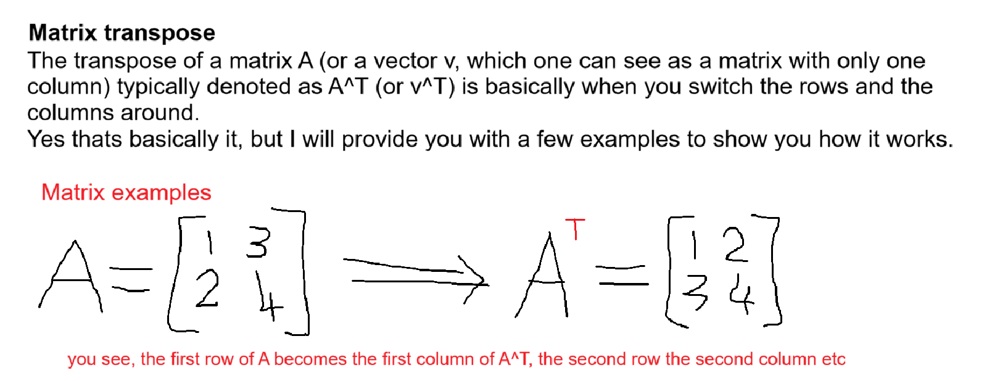 Matrix transpose
The transpose of a matrix A (or a vector v, which one can see as a matrix with only one
column) typically denoted as A^T (or v^T) is basically when you switch the rows and the
columns around.
Yes thats basically it, but I will provide you with a few examples to show you how it works.
Matrix examples
A = [1 3 ⟹ A^T = [1 2
2 4] 3 4]
you see, the first row of A becomes the first column of A^T, the second row the second column etc